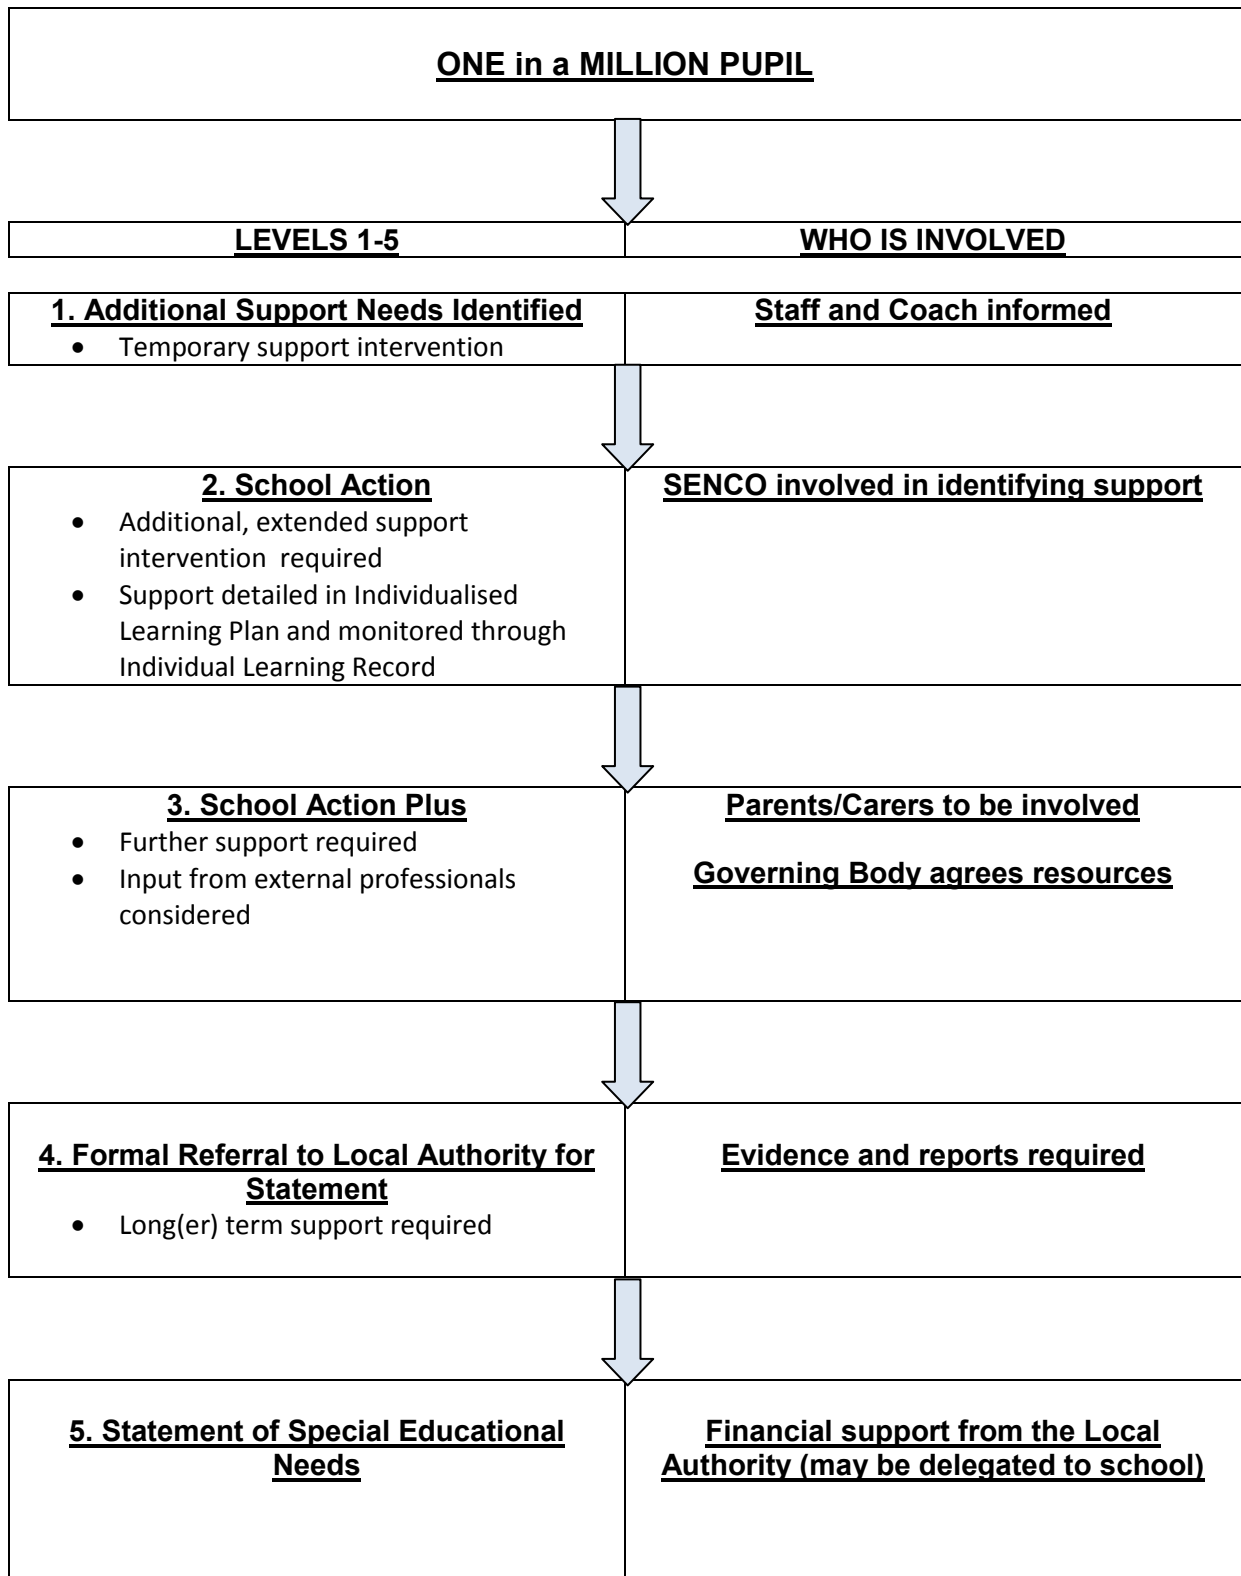 ONE in a MILLION PUPIL
LEVELS 1-5
WHO IS INVOLVED
1. Additional Support Needs Identified
• Temporary support intervention
Staff and Coach informed
2. School Action
• Additional, extended support
intervention  required
• Support detailed in Individualised
Learning Plan and monitored through
Individual Learning Record
SENCO involved in identifying support
3. School Action Plus
• Further support required
• Input from external professionals
considered
Parents/Carers to be involved
Governing Body agrees resources
4. Formal Referral to Local Authority for
Statement
• Long(er) term support required
Evidence and reports required
5. Statement of Special Educational
Needs
Financial support from the Local
Authority (may be delegated to school)